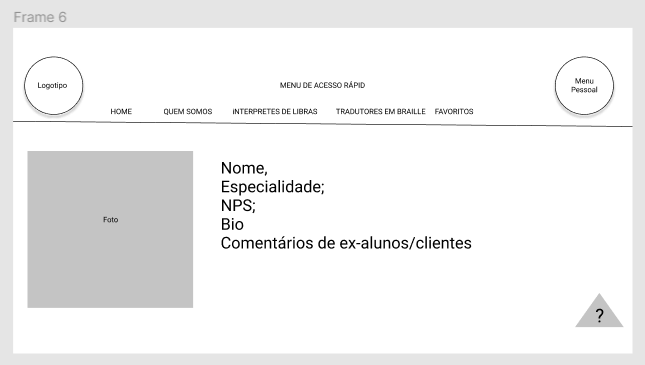 Frame 6
Logotipo
MENU DE ACESSO RÁPID
Menu
Pessoal
HOME
QUEM SOMOS
INTERPRETES DE LIBRAS
TRADUTORES EM BRAILLE
FAVORITOS
Foto
Nome,
Especialidade;
NPS;
Bio
Comentários de ex-alunos/clientes
?